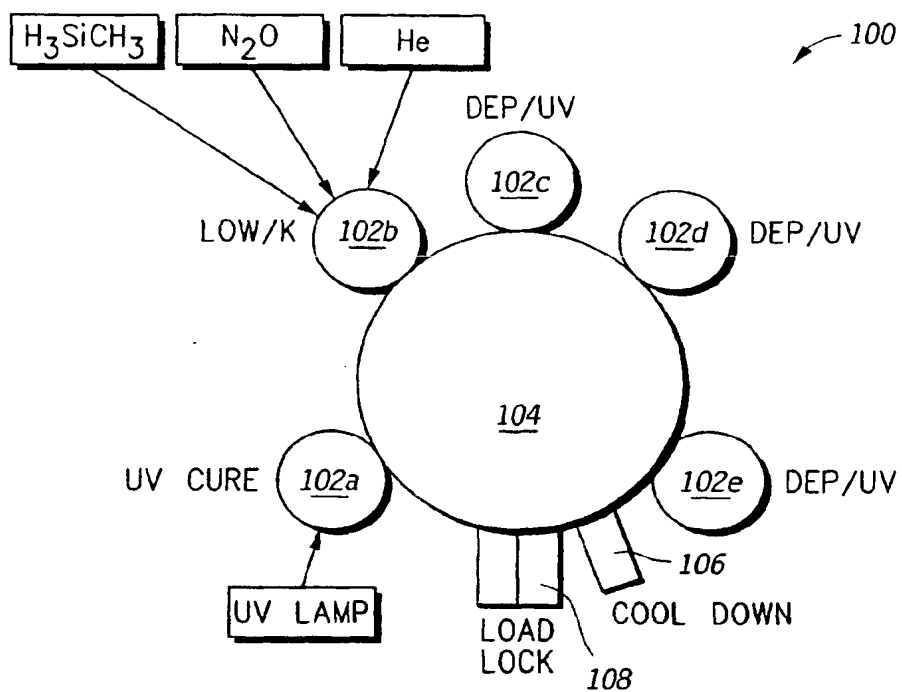 H3SiCH3
N2O
He
100
DEP/UV
102c
LOW/K
102b
102d
DEP/UV
104
UV CURE
102a
102e
DEP/UV
UV LAMP
106
LOAD
LOCK
COOL DOWN
108